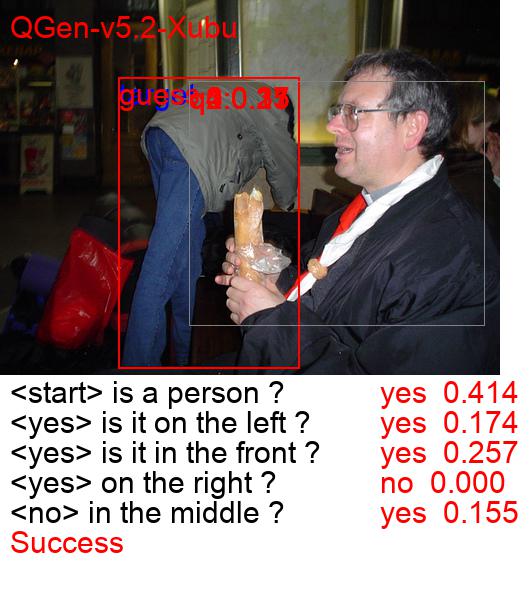 QGen-v5.2-Xubu
<start> is a person ? yes 0.414
<yes> is it on the left ? yes 0.174
<yes> is it in the front ? yes 0.257
<yes> on the right ? no 0.000
<no> in the middle ? yes 0.155
Success